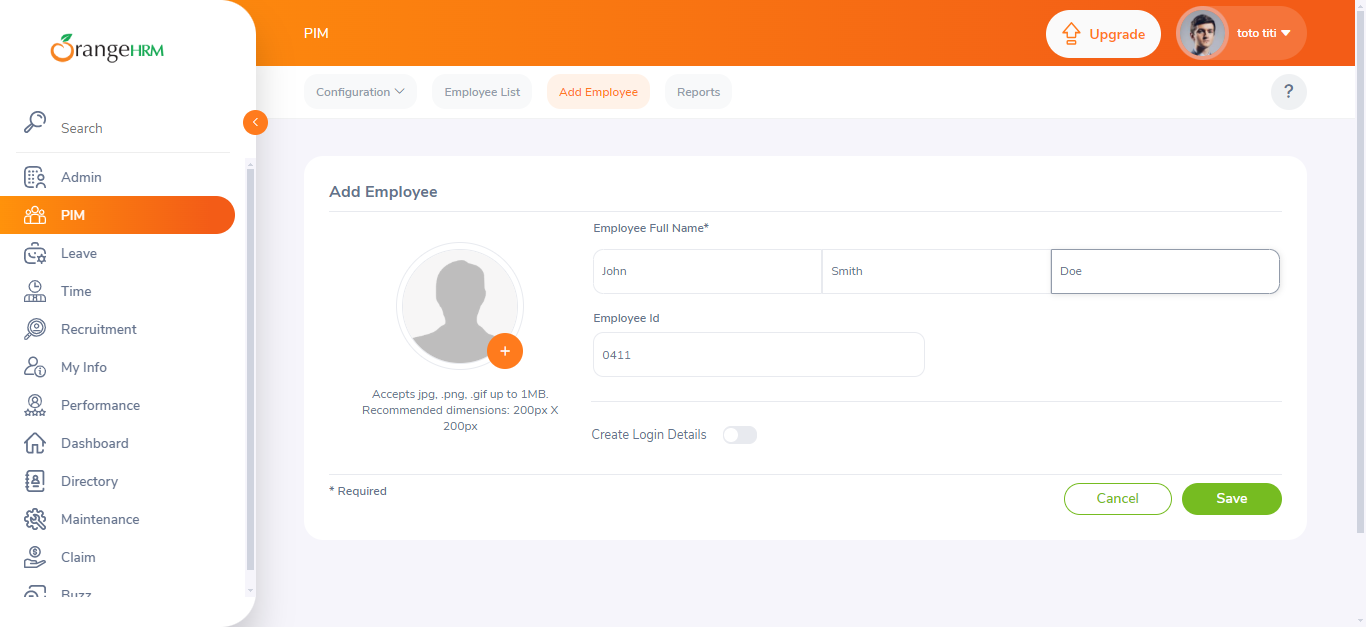 OrangeHRM
Search
Admin
PIM
Leave
Time
Recruitment
My Info
Performance
Dashboard
Directory
Maintenance
Claim
Buzz
PIM
Upgrade
toto titi
Configuration
Employee List
Add Employee
Reports
?
Add Employee
Accepts jpg, .png, .gif up to 1MB.
Recommended dimensions: 200px X
200px
Employee Full Name*
John
Smith
Doe
Employee Id
0411
Create Login Details
* Required
Cancel
Save